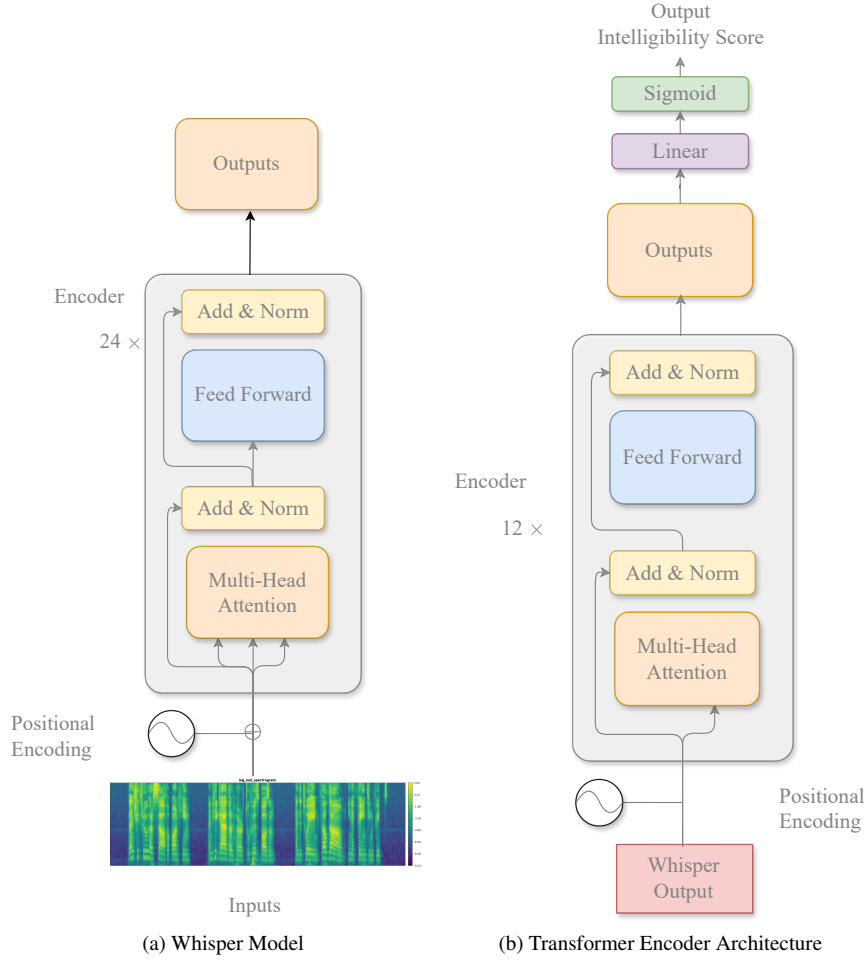 Outputs
Encoder
24 ×
Add & Norm
Feed Forward
Add & Norm
Multi-Head
Attention
Positional
Encoding
log_mel_spectrogram
Inputs
(a) Whisper Model
Output
Intelligibility Score
Sigmoid
Linear
Outputs
Encoder
12 ×
Add & Norm
Feed Forward
Add & Norm
Multi-Head
Attention
Positional
Encoding
Whisper
Output
(b) Transformer Encoder Architecture